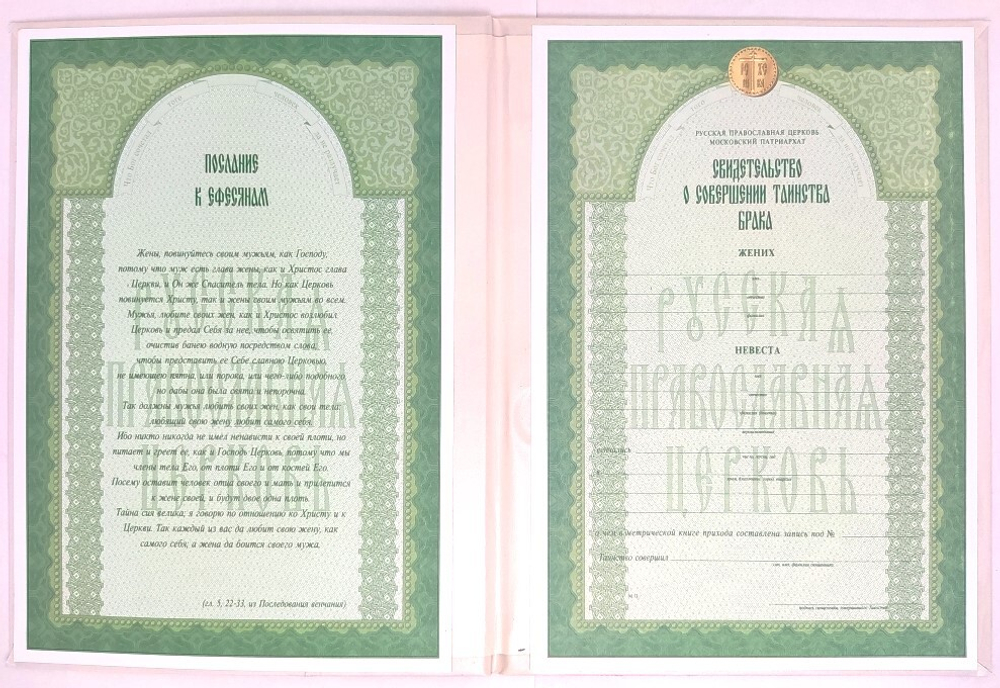 ПОСЛАНИЕ
К ЕФЕСЯНАМ
Жены, повинуйтесь своим мужьям, как Господу,
потому что муж есть глава жены, как и Христос глава
Церкви, и Он же Спаситель тела. Но как Церковь
повинуется Христу, так и жены своим мужьям во всем.
Мужья, любите своих жен, как и Христос возлюбил
Церковь и предал Себя за нее, чтобы освятить ее,
очистив банею водною посредством слова,
чтобы представить ее Себе славною Церковью,
не имеющею пятна, или порока, или чего-либо подобного,
но дабы она была свята и непорочна.
Так должны мужья любить своих жен, как свои тела:
любящий свою жену любит самого себя.
Ибо никто никогда не имел ненависти к своей плоти, но
питает и греет ее, как и Господь Церковь, потому что мы
члены тела Его, от плоти Его и от костей Его.
Посему оставит человек отца своего и мать и прилепится
к жене своей, и будут двое одна плоть.
Тайна сия велика; я говорю по отношению ко Христу и к
Церкви. Так каждый из вас да любит свою жену, как
самого себя; а жена да боится своего мужа.
(гл. 5, 22-33, из Последования венчания)
РУССКАЯ ПРАВОСЛАВНАЯ ЦЕРКОВЬ
МОСКОВСКИЙ ПАТРИАРХАТ
СВИДЕТЕЛЬСТВО
О СОВЕРШЕНИИ ТАИНСТВА
БРАКА
ЖЕНИХ
НЕВЕСТА
РУССКАЯ
ПРАВОСЛАВНАЯ
ЦЕРКОВЬ
о чем в метрической книге прихода составлена запись под №
Таинство совершил